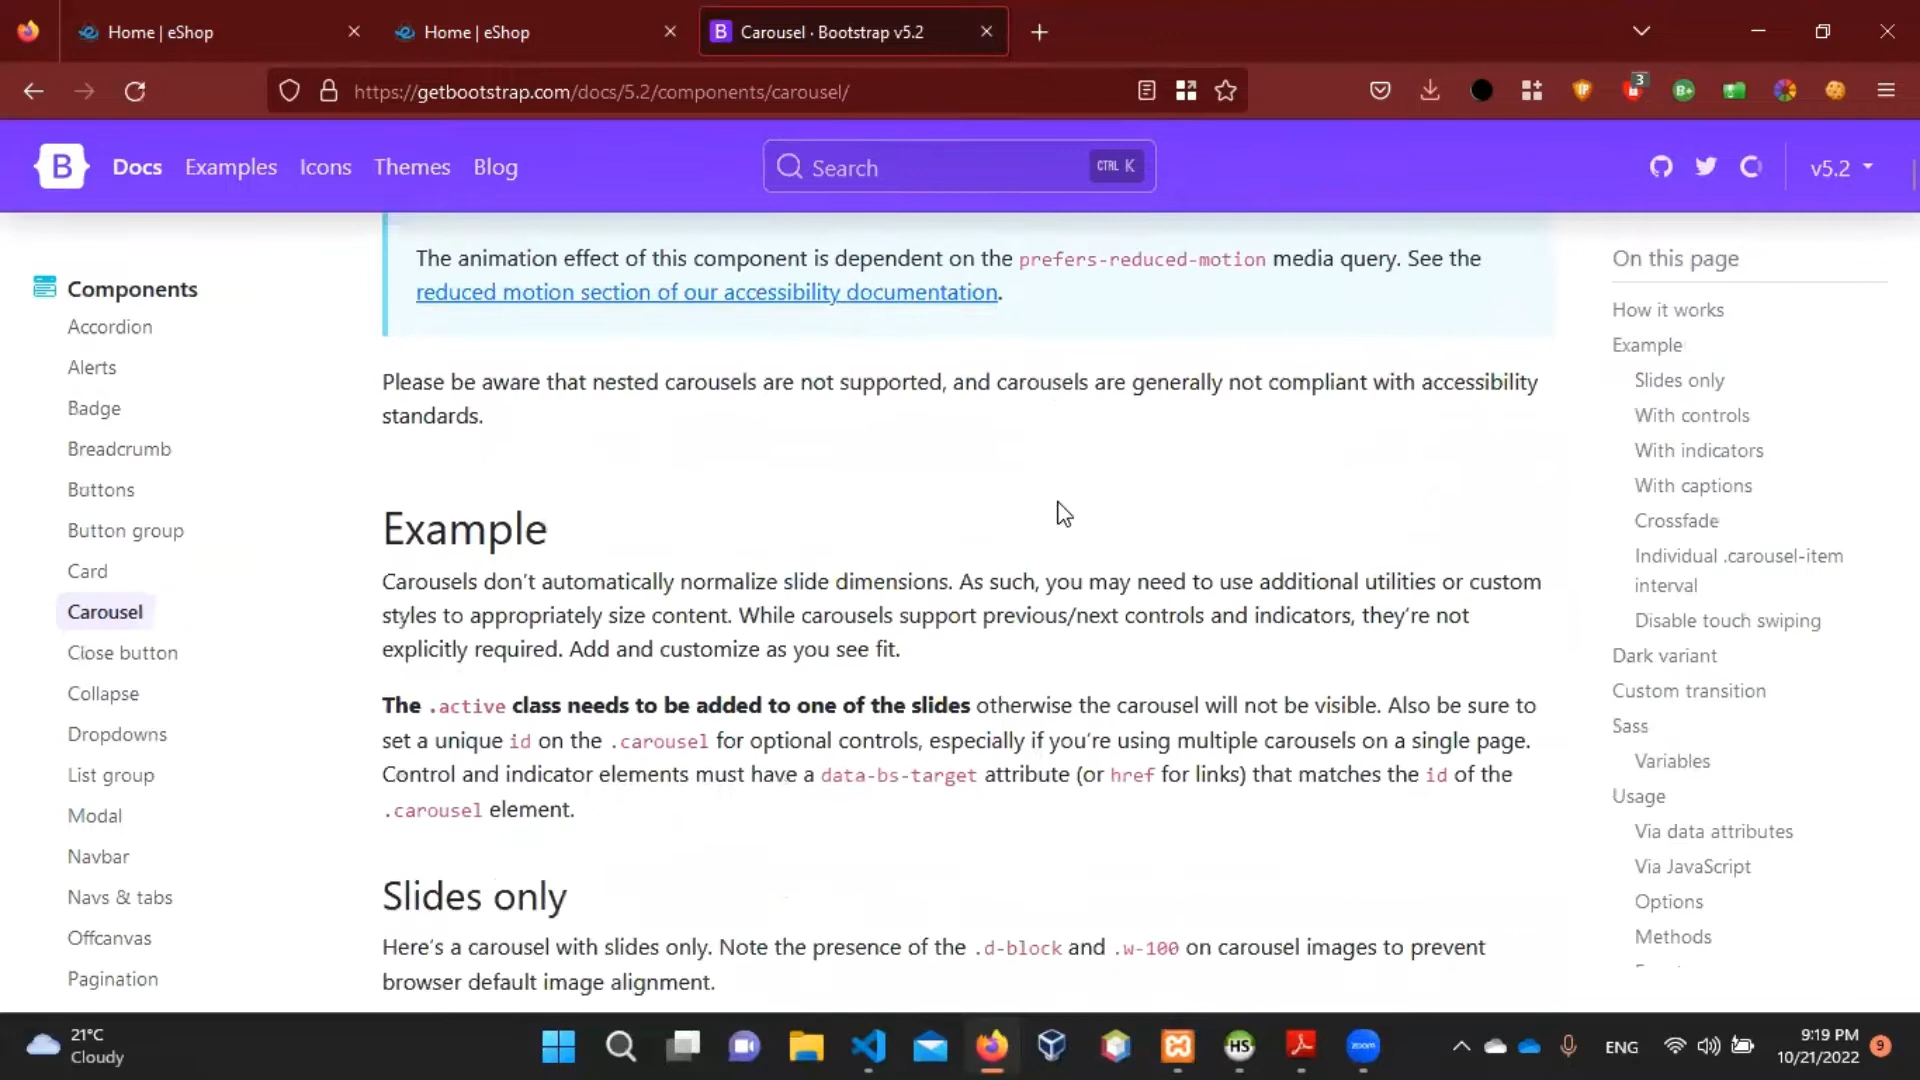 Home | eShop
Home | eShop
B
Carousel · Bootstrap v5.2
https://getbootstrap.com/docs/5.2/components/carousel/
3
B+
B
Docs
Examples
Icons
Themes
Blog
Search
CTRL K
v5.2
Components
Accordion
Alerts
Badge
Breadcrumb
Buttons
Button group
Card
Carousel
Close button
Collapse
Dropdowns
List group
Modal
Navbar
Navs & tabs
Offcanvas
Pagination
The animation effect of this component is dependent on the prefers-reduced-motion media query. See the
reduced motion section of our accessibility documentation.
Please be aware that nested carousels are not supported, and carousels are generally not compliant with accessibility
standards.
Example
Carousels don’t automatically normalize slide dimensions. As such, you may need to use additional utilities or custom
styles to appropriately size content. While carousels support previous/next controls and indicators, they’re not
explicitly required. Add and customize as you see fit.
The .active class needs to be added to one of the slides otherwise the carousel will not be visible. Also be sure to
set a unique id on the .carousel for optional controls, especially if you’re using multiple carousels on a single page.
Control and indicator elements must have a data-bs-target attribute (or href for links) that matches the id of the
.carousel element.
Slides only
Here’s a carousel with slides only. Note the presence of the .d-block and .w-100 on carousel images to prevent
browser default image alignment.
On this page
How it works
Example
Slides only
With controls
With indicators
With captions
Crossfade
Individual .carousel-item
interval
Disable touch swiping
Dark variant
Custom transition
Sass
Variables
Usage
Via data attributes
Via JavaScript
Options
Methods
21°C
Cloudy
HS
zoom
ENG
9:19 PM
10/21/2022
9